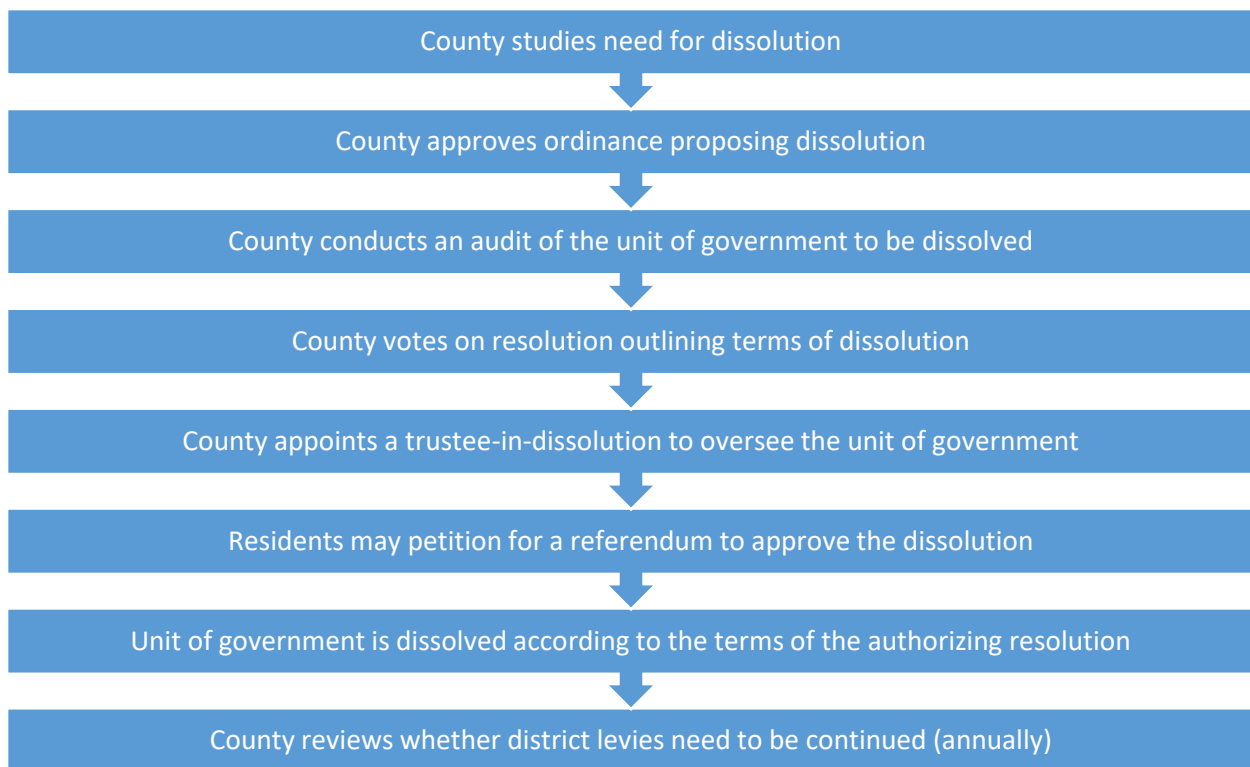 County studies need for dissolution
County approves ordinance proposing dissolution
County conducts an audit of the unit of government to be dissolved
County votes on resolution outlining terms of dissolution
County appoints a trustee-in-dissolution to oversee the unit of government
Residents may petition for a referendum to approve the dissolution
Unit of government is dissolved according to the terms of the authorizing resolution
County reviews whether district levies need to be continued (annually)